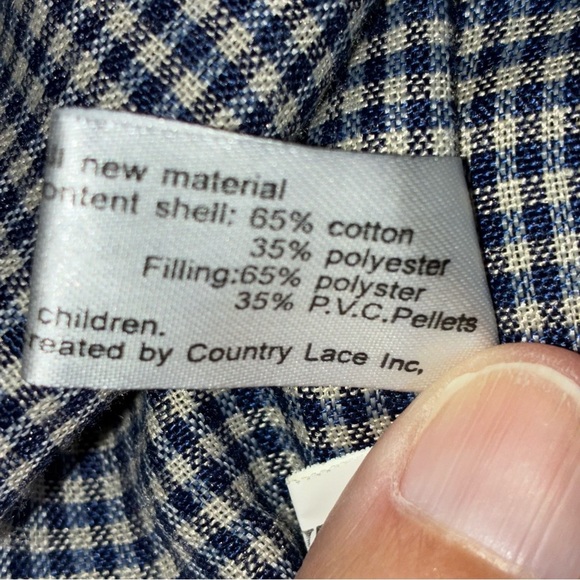 ll new material
ontent shell: 65% cotton
35% polyester
Filling:65% polyster
35% P.V.C.Pellets
children.
reated by Country Lace Inc,